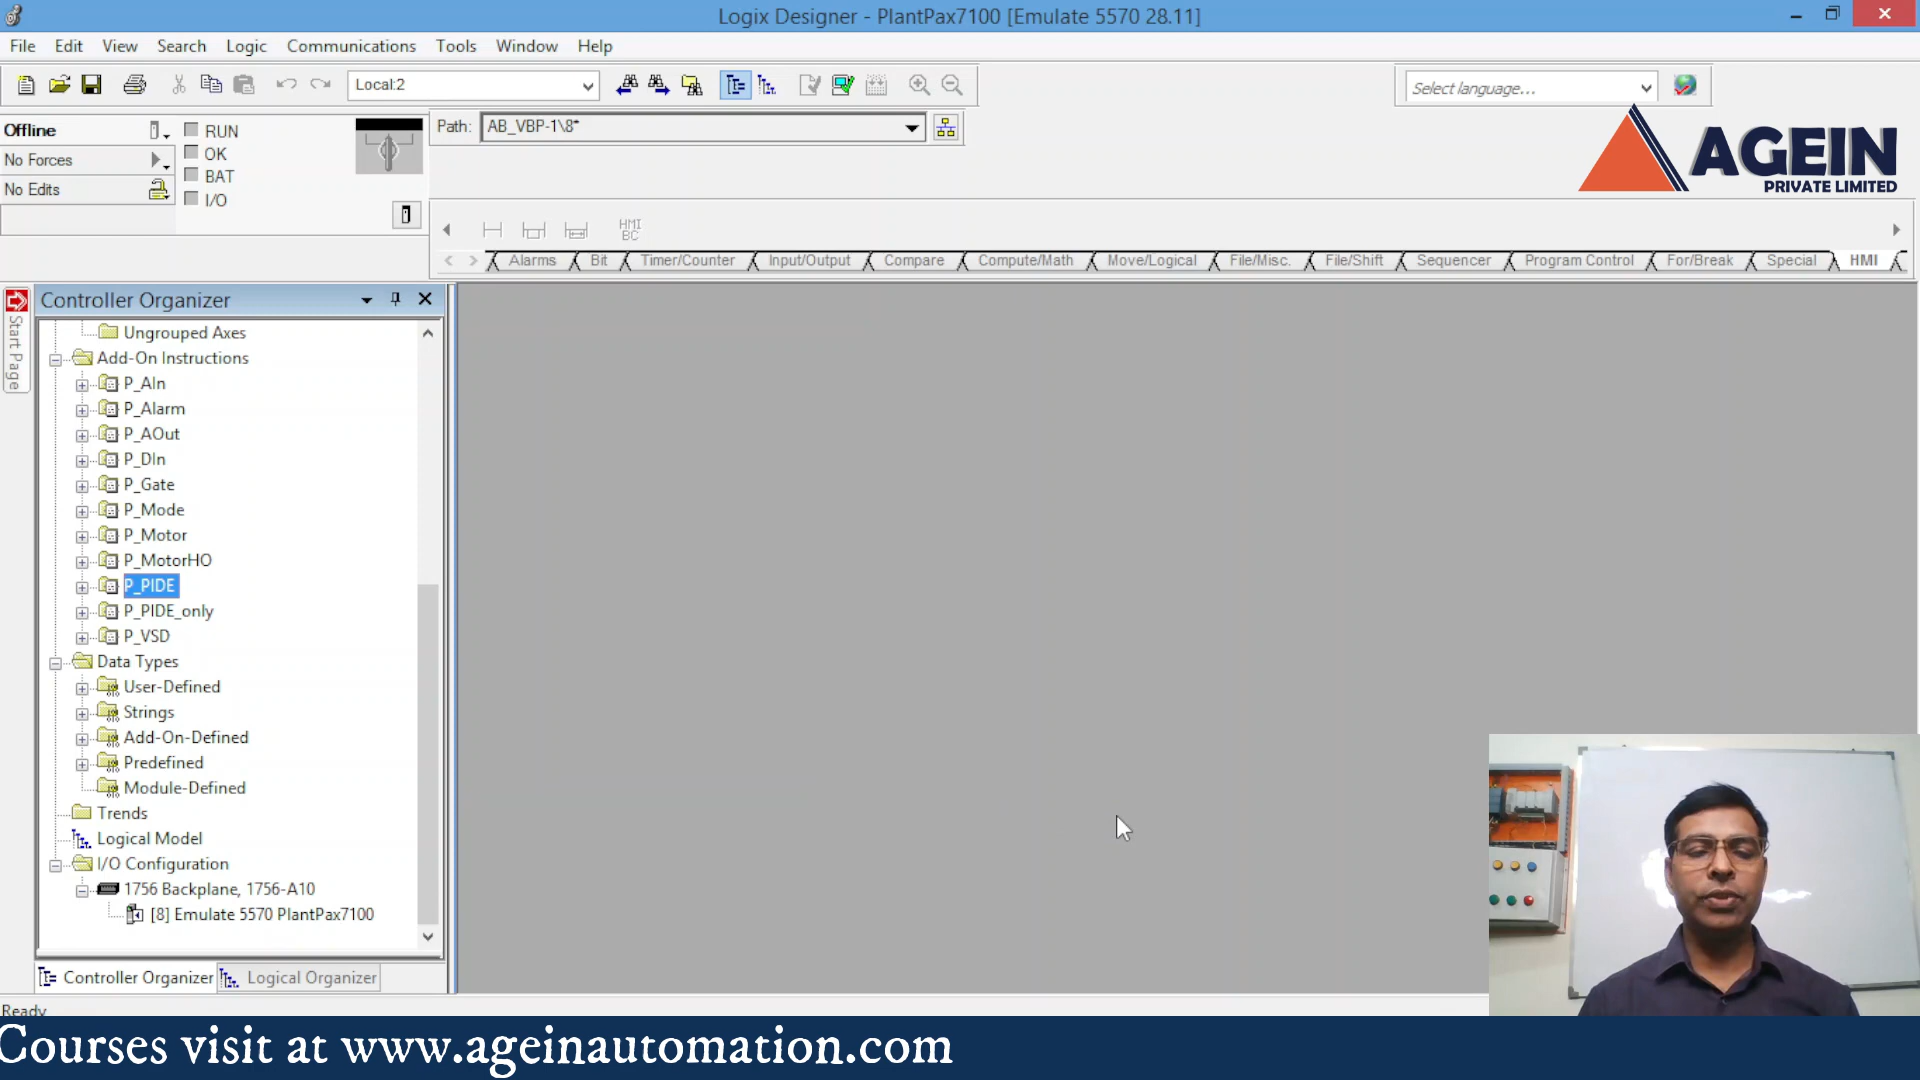 Logix Designer - PlantPax7100 [Emulate 5570 28.11]
File Edit View Search Logic Communications Tools Window Help
Local:2
Select language...
Offline
No Forces
No Edits
RUN
OK
BAT
I/O
Path: AB_VBP-1\8*
AGEIN
PRIVATE LIMITED
HMI
BC
Alarms Bit Timer/Counter Input/Output Compare Compute/Math Move/Logical File/Misc. File/Shift Sequencer Program Control For/Break Special HMI
Start Page
Controller Organizer
Ungrouped Axes
Add-On Instructions
P_AIn
P_Alarm
P_AOut
P_DIn
P_Gate
P_Mode
P_Motor
P_MotorHO
P_PIDE
P_PIDE_only
P_VSD
Data Types
User-Defined
Strings
Add-On-Defined
Predefined
Module-Defined
Trends
Logical Model
I/O Configuration
1756 Backplane, 1756-A10
[8] Emulate 5570 PlantPax7100
Controller Organizer Logical Organizer
Ready
Courses visit at www.ageinautomation.com